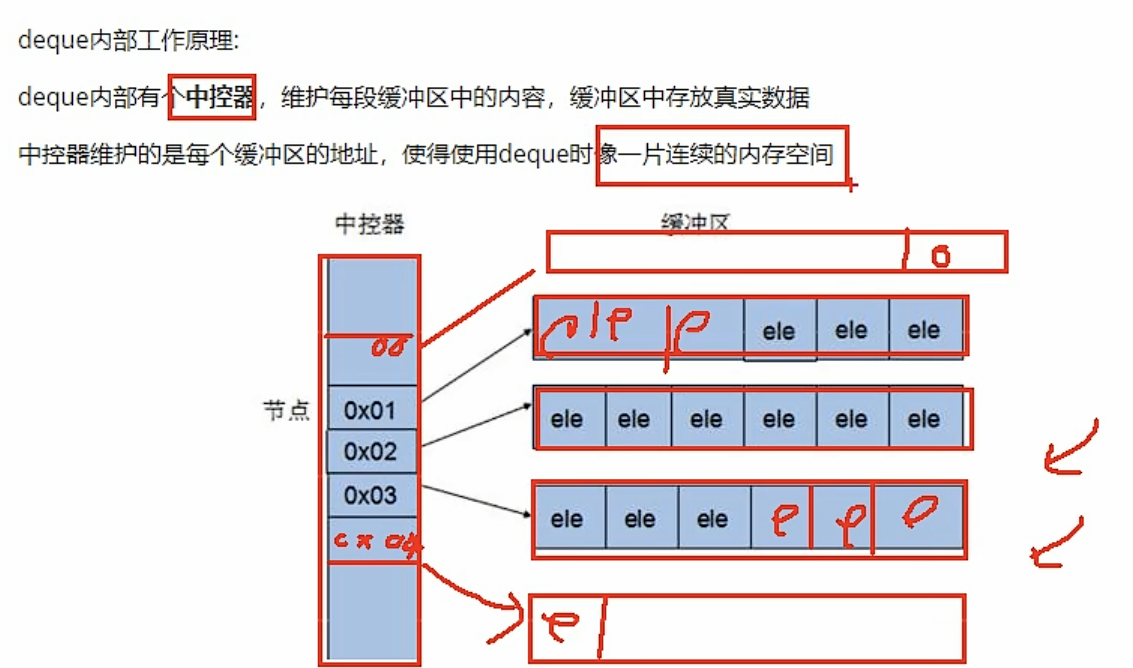 deque内部工作原理:
deque内部有个中控器，维护每段缓冲区中的内容，缓冲区中存放真实数据
中控器维护的是每个缓冲区的地址，使得使用deque时像一片连续的内存空间
中控器 缓冲区
ele ele ele
节点 0x01
ele ele ele ele ele ele
0x02
0x03
ele ele ele e e e
e